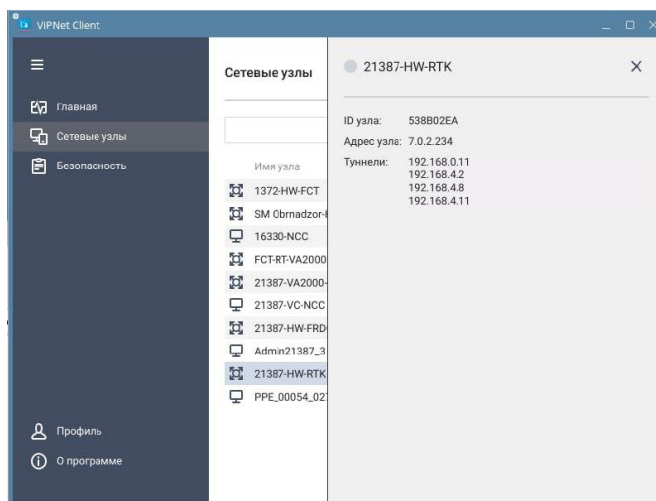 ViPNet Client
Главная
Сетевые узлы
Безопасность
Профиль
О программе
Сетевые узлы
Имя узла
1372-HW-FCT
SM Obrnadzor-
16330-NCC
FCT-RT-VA2000
21387-VA2000-
21387-VC-NCC
21387-HW-FRD
Admin21387_3
21387-HW-RTK
PPE_00054_02
21387-HW-RTK
ID узла: 538B02EA
Адрес узла: 7.0.2.234
Туннели: 192.168.0.11
192.168.4.2
192.168.4.8
192.168.4.11